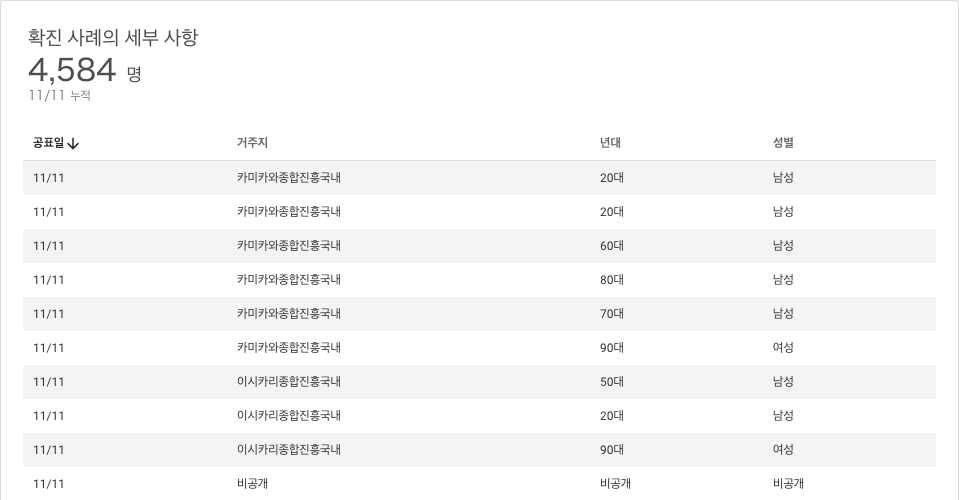 확진 사례의 세부 사항
4,584 명
11/11 누적
공표일 거주지 년대 성별
11/11 카미카와종합진흥국내 20대 남성
11/11 카미카와종합진흥국내 20대 남성
11/11 카미카와종합진흥국내 60대 남성
11/11 카미카와종합진흥국내 80대 남성
11/11 카미카와종합진흥국내 70대 남성
11/11 카미카와종합진흥국내 90대 여성
11/11 이시카리종합진흥국내 50대 남성
11/11 이시카리종합진흥국내 20대 남성
11/11 이시카리종합진흥국내 90대 여성
11/11 비공개 비공개 비공개